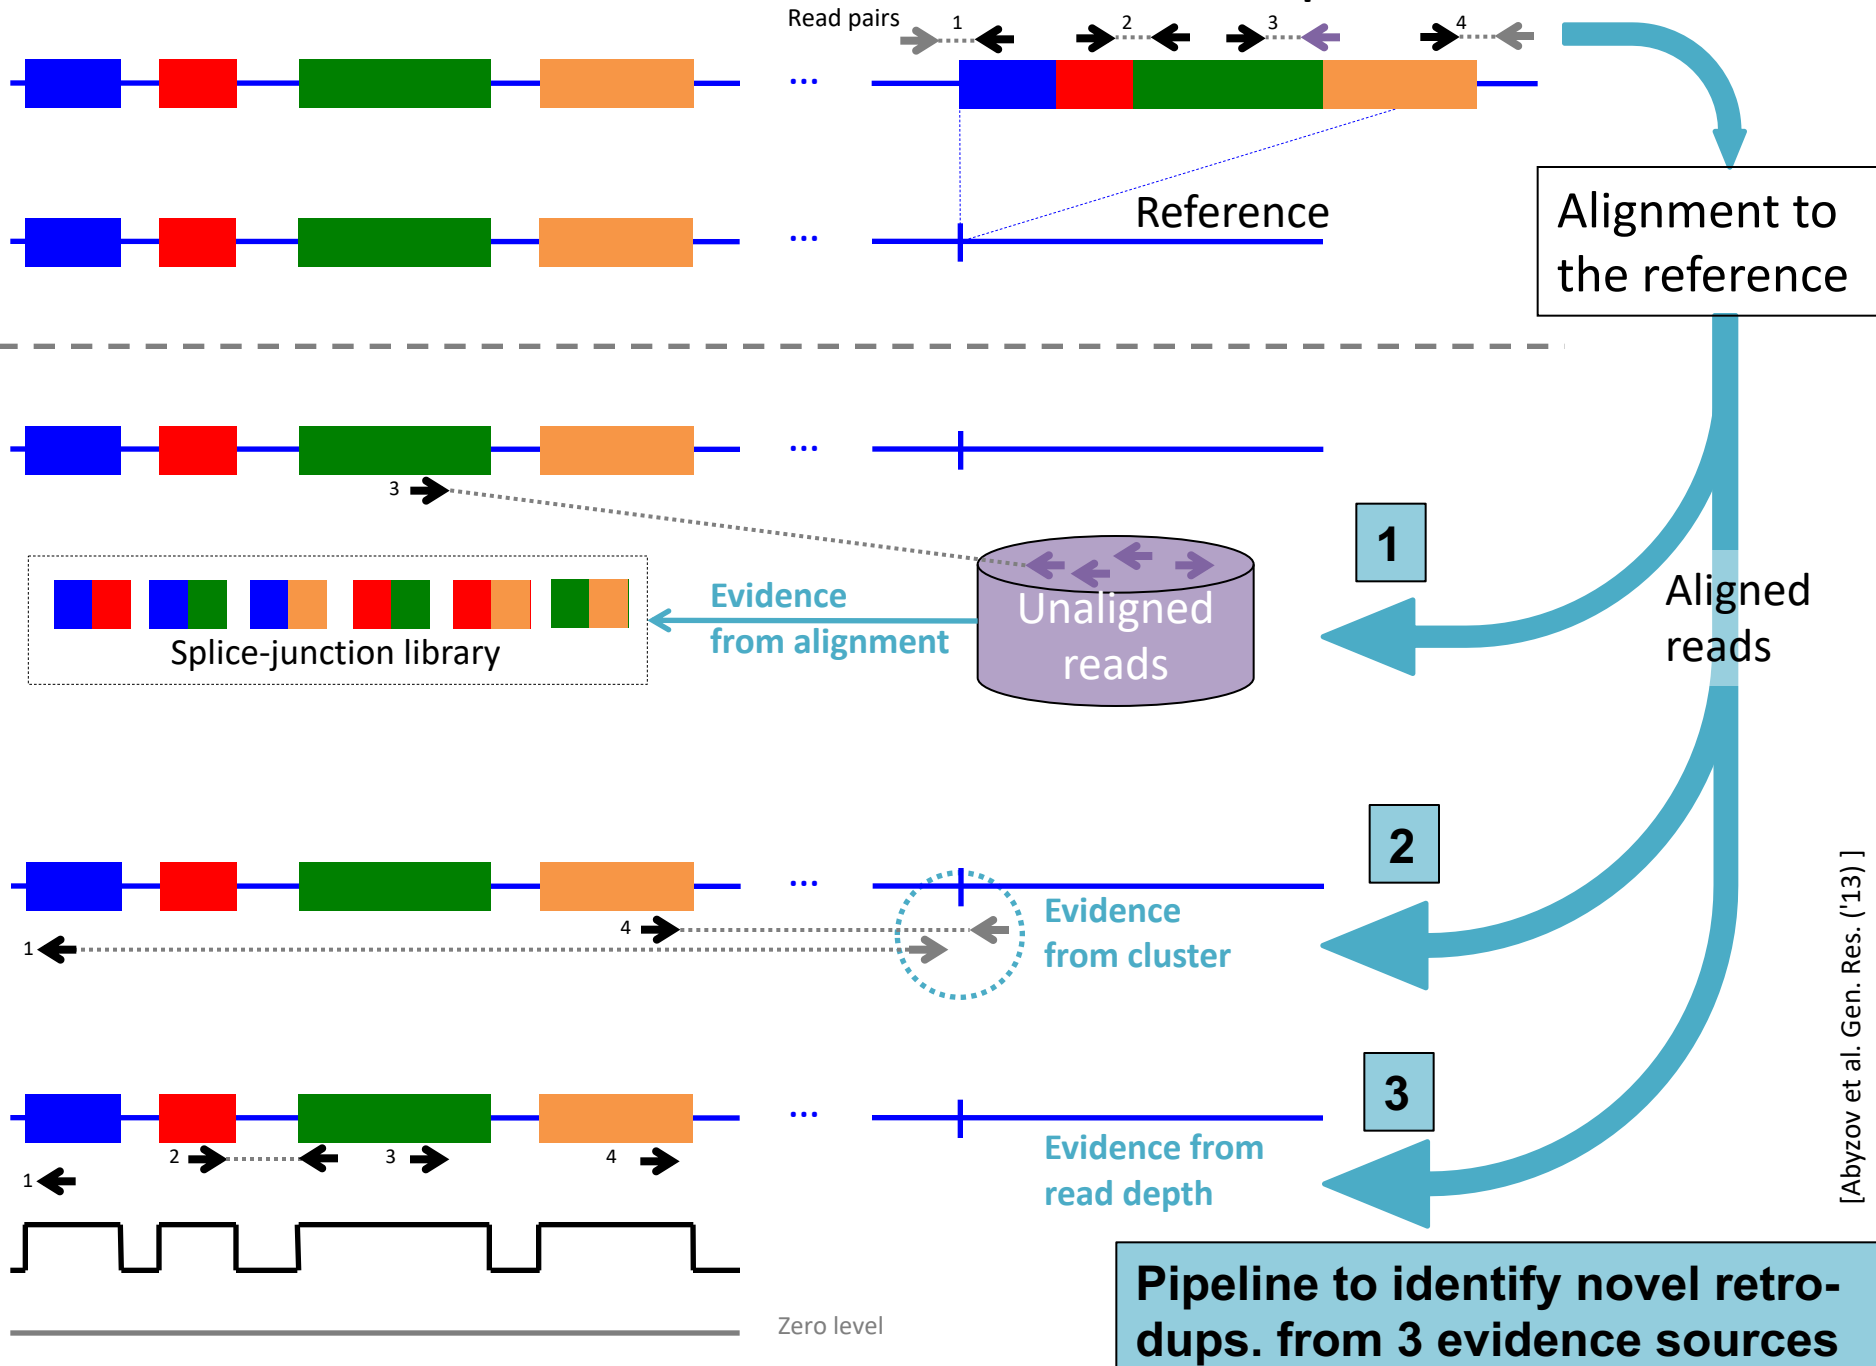 Read pairs
1
2
3
4
...
Reference
...
Alignment to
the reference
...
3
1
Evidence
from alignment
Unaligned
reads
Splice-junction library
Aligned
reads
2
...
4
1
Evidence
from cluster
3
...
2
3
4
1
Evidence from
read depth
[Abyzov et al. Gen. Res. ('13) ]
Zero level
Pipeline to identify novel retro-
dups. from 3 evidence sources